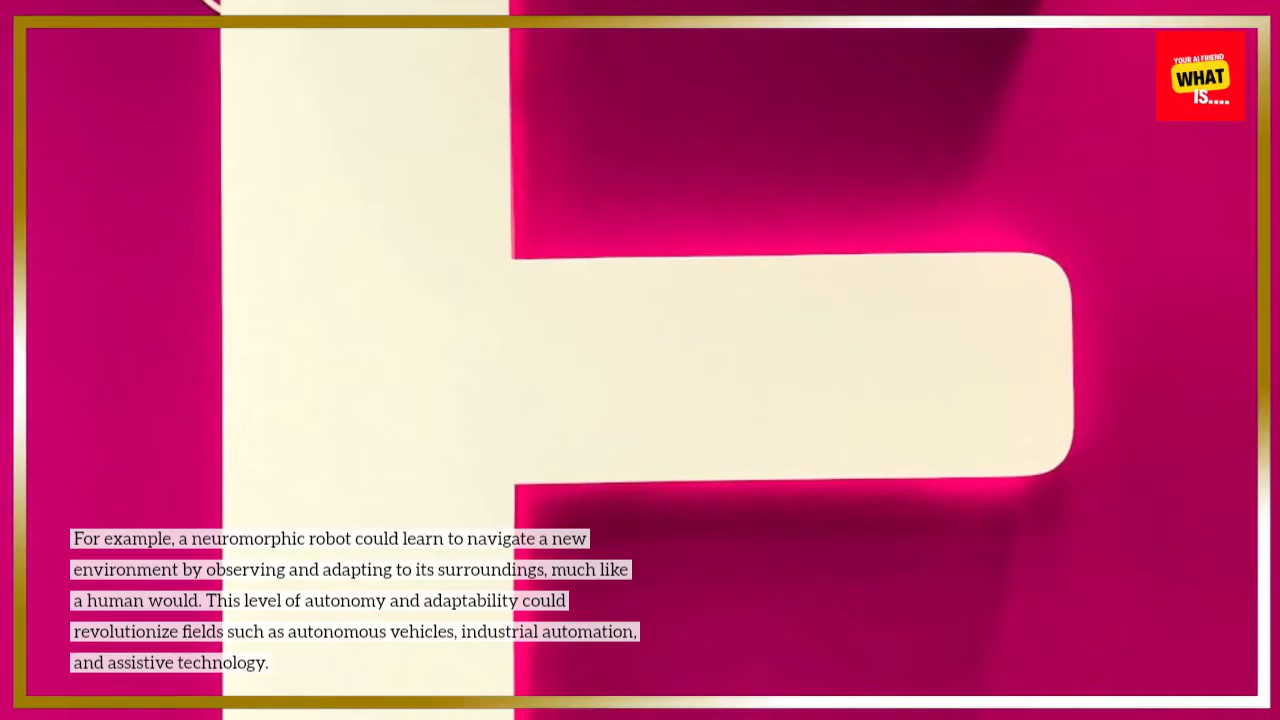 YOUR AI FRIEND
WHAT
IS....
For example, a neuromorphic robot could learn to navigate a new
environment by observing and adapting to its surroundings, much like
a human would. This level of autonomy and adaptability could
revolutionize fields such as autonomous vehicles, industrial automation,
and assistive technology.